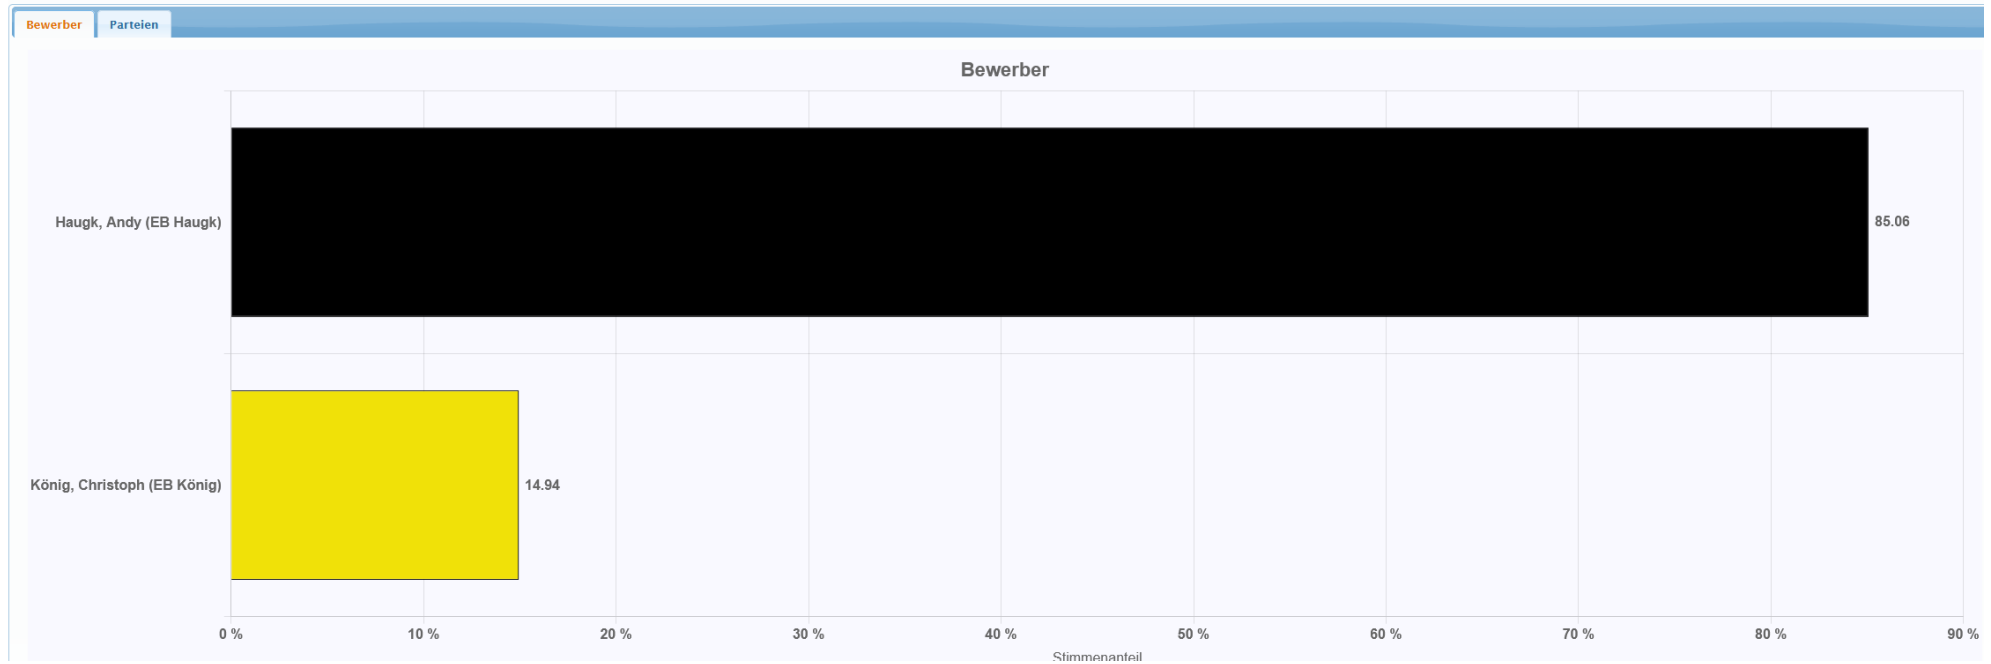 Bewerber Parteien
Bewerber
Haugk, Andy (EB Haugk) 85.06
König, Christoph (EB König) 14.94
0 % 10 % 20 % 30 % 40 % 50 % 60 % 70 % 80 % 90 %
Stimmenanteil